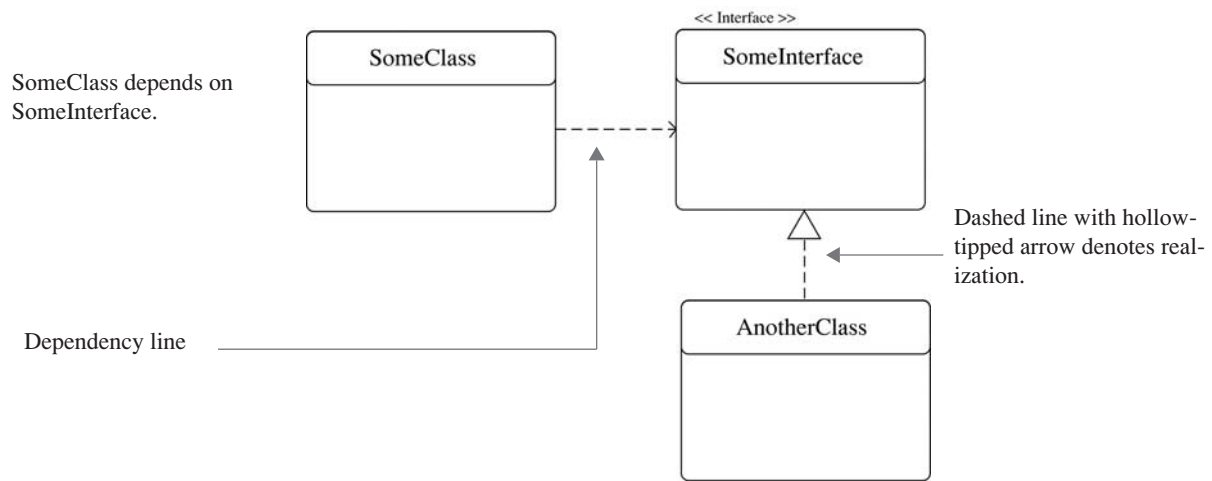 << Interface >>
SomeClass
SomeInterface
SomeClass depends on
SomeInterface.
Dashed line with hollow-
tipped arrow denotes real-
ization.
Dependency line
AnotherClass